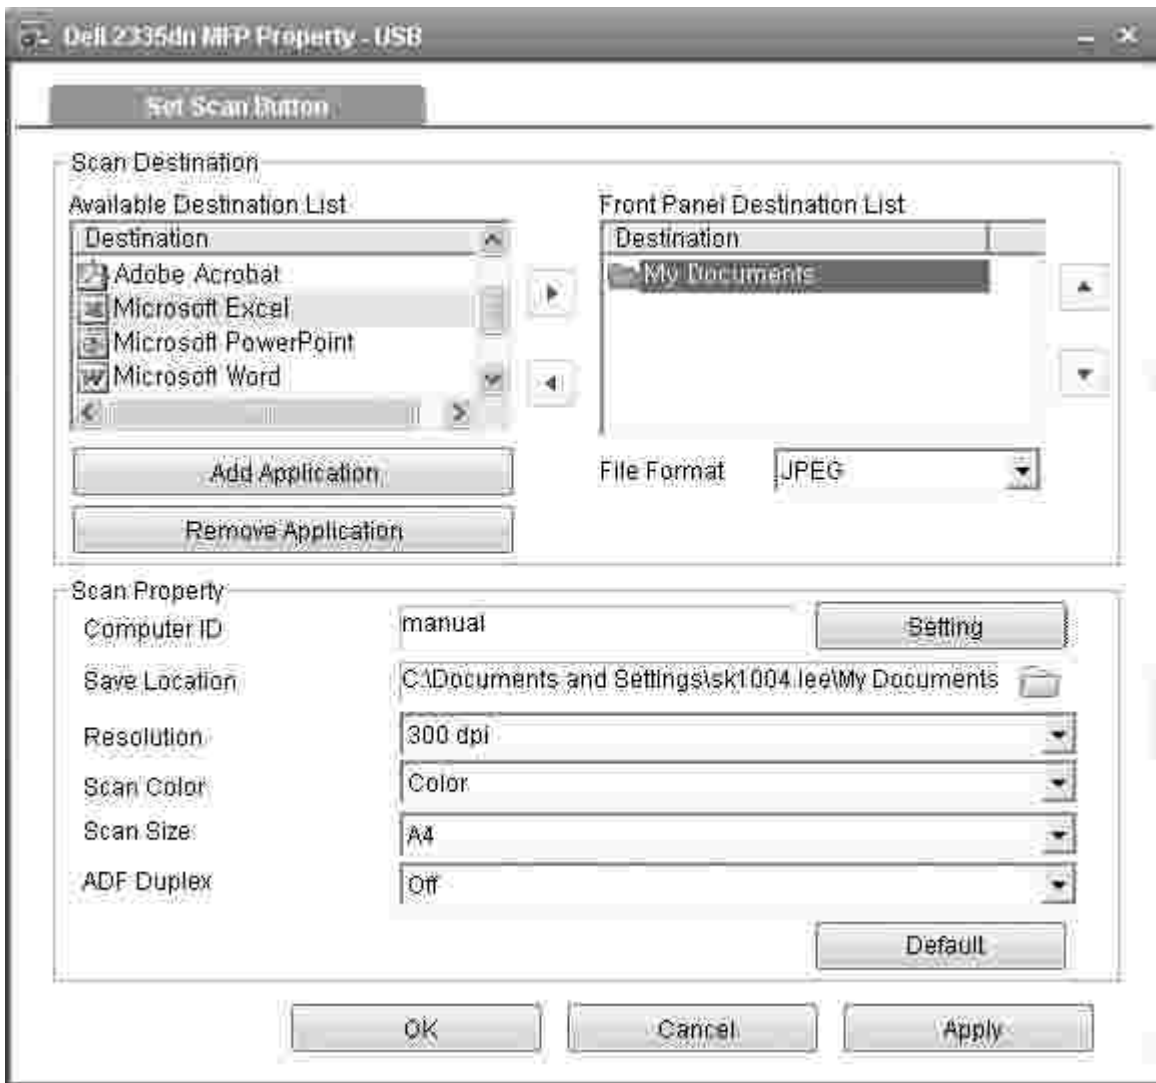 Dell 2335dn MFP Property - USB
Set Scan Button
Scan Destination
Available Destination List
Destination
Adobe Acrobat
Microsoft Excel
Microsoft PowerPoint
Microsoft Word
Add Application
Remove Application
Front Panel Destination List
Destination
My Documents
File Format JPEG
Scan Property
Computer ID manual Setting
Save Location C:\Documents and Settings\sk1004.lee\My Documents
Resolution 300 dpi
Scan Color Color
Scan Size A4
ADF Duplex Off
Default
OK Cancel Apply